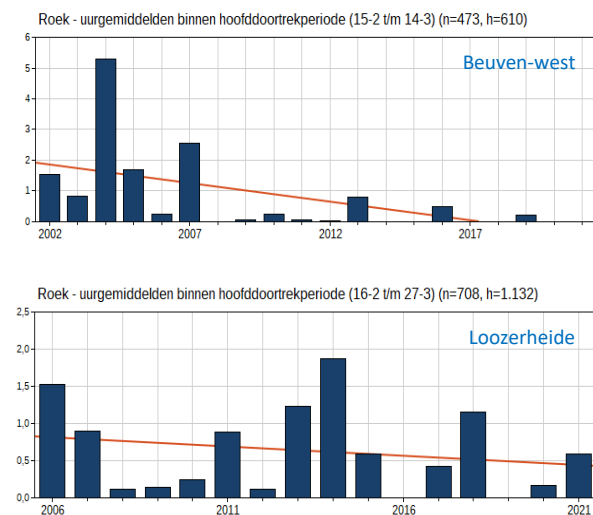 Roek - uurgemiddelden binnen hoofddoortrekperiode (15-2 t/m 14-3) (n=473, h=610)
Beuven-west
6
5
4
3
2
1
0
2002 2007 2012 2017
Roek - uurgemiddelden binnen hoofddoortrekperiode (16-2 t/m 27-3) (n=708, h=1.132)
Loozerheide
2,5
2,0
1,5
1,0
0,5
0,0
2006 2011 2016 2021